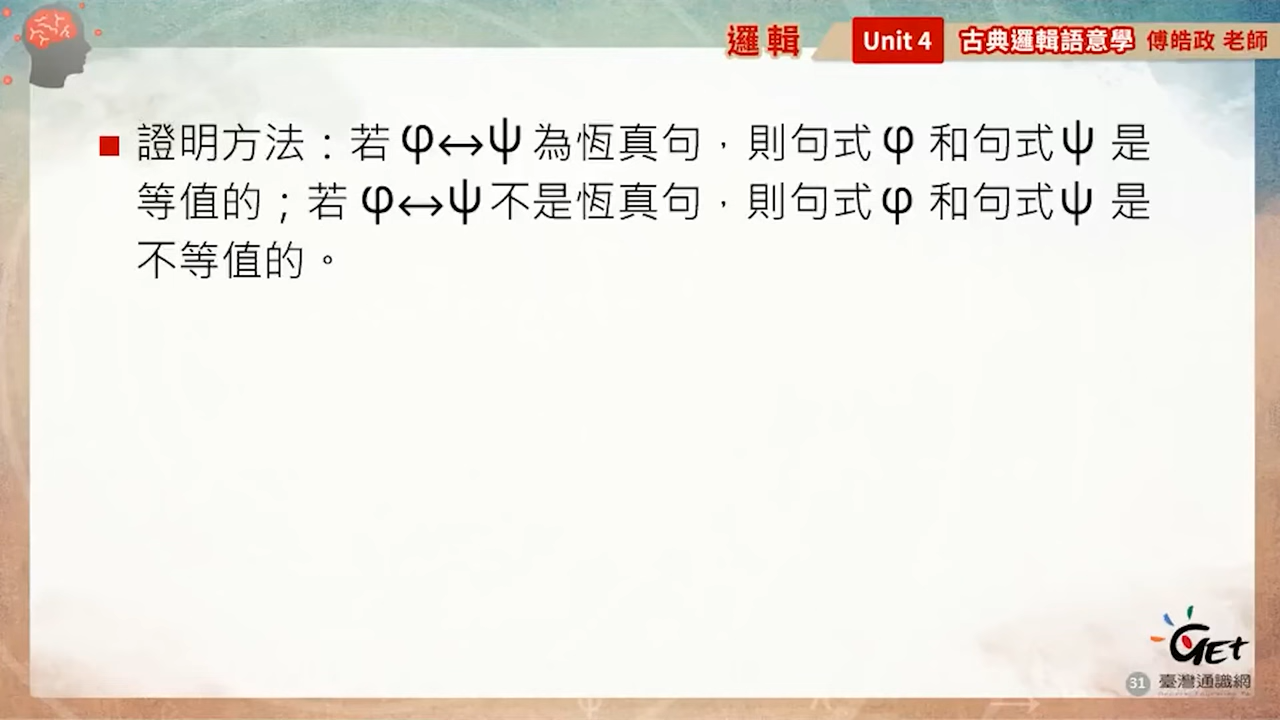 邏輯 Unit 4 古典邏輯語意學 傅皓政 老師
■ 證明方法：若 φ↔ψ 為恆真句，則句式 φ 和句式 ψ 是
等值的；若 φ↔ψ 不是恆真句，則句式 φ 和句式 ψ 是
不等值的。
GET
31 臺灣通識網